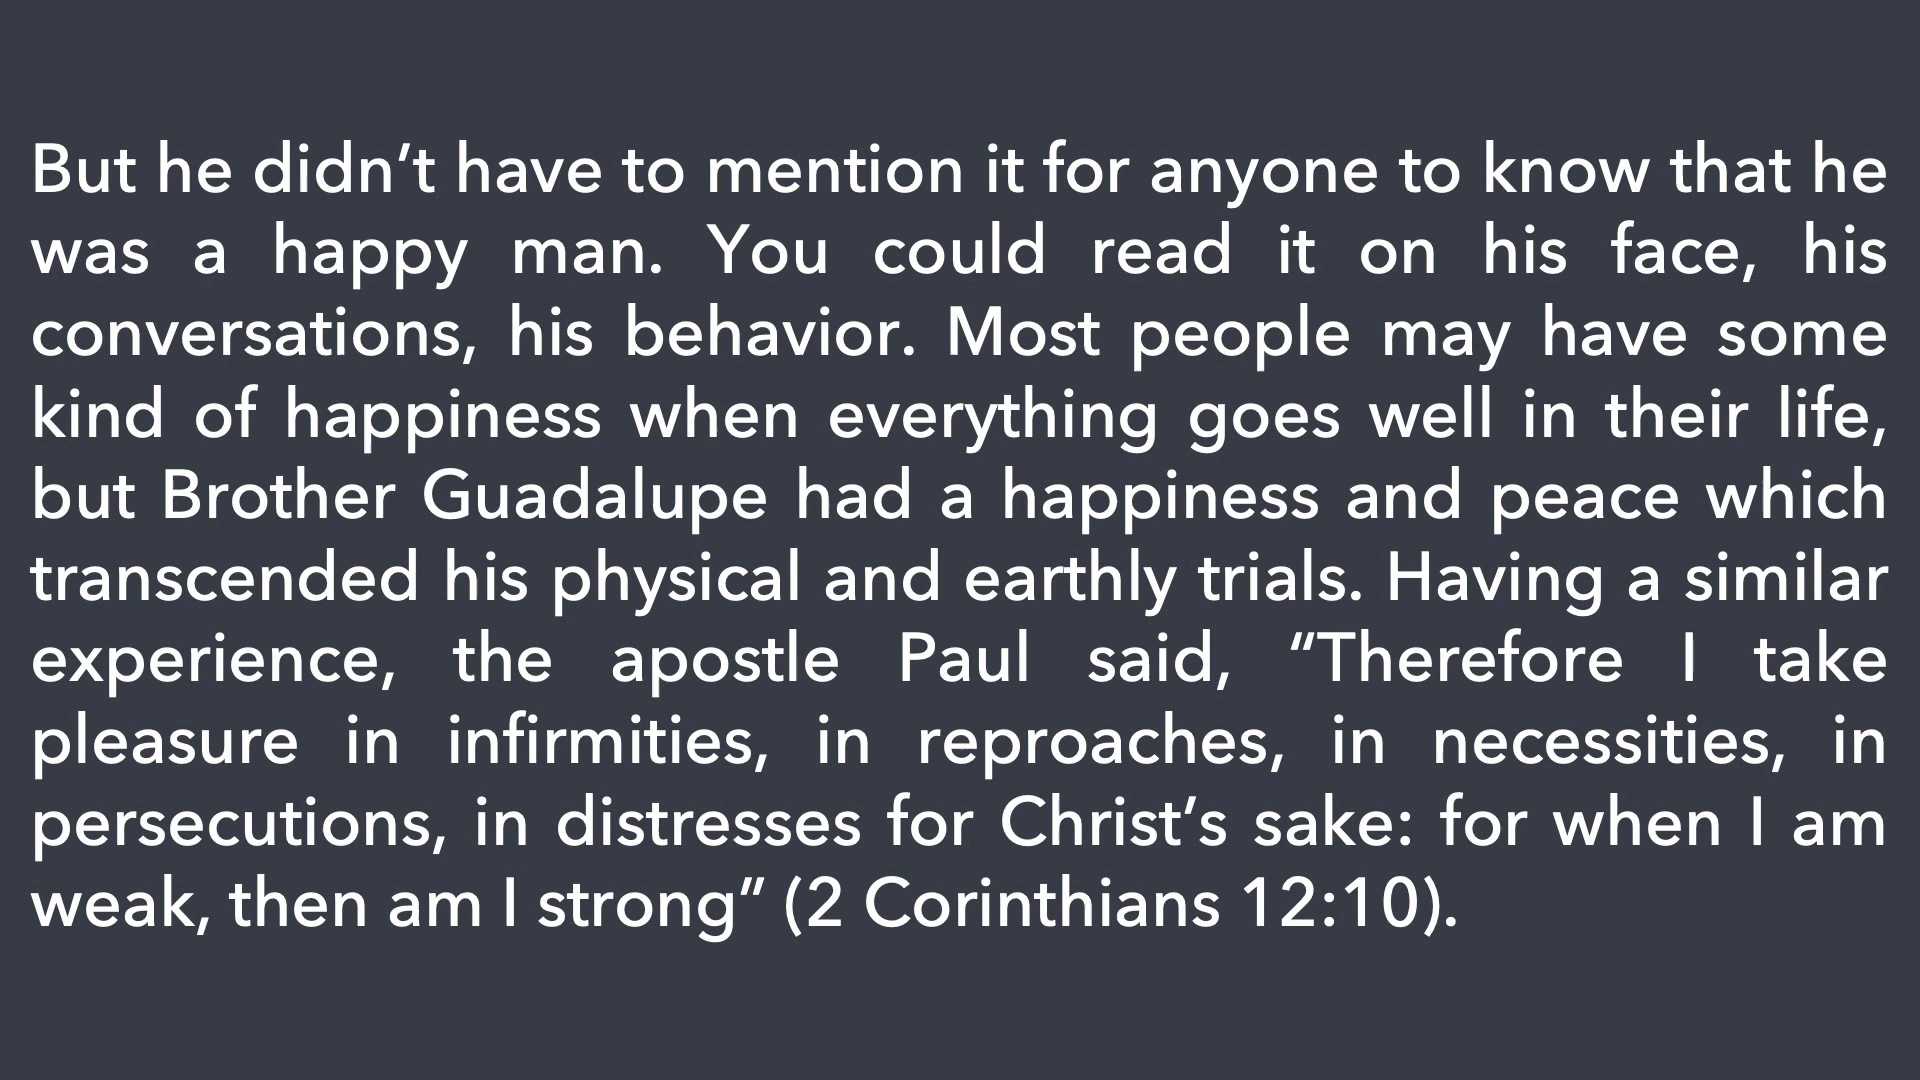 But he didn’t have to mention it for anyone to know that he
was a happy man. You could read it on his face, his
conversations, his behavior. Most people may have some
kind of happiness when everything goes well in their life,
but Brother Guadalupe had a happiness and peace which
transcended his physical and earthly trials. Having a similar
experience, the apostle Paul said, “Therefore I take
pleasure in infirmities, in reproaches, in necessities, in
persecutions, in distresses for Christ’s sake: for when I am
weak, then am I strong” (2 Corinthians 12:10).